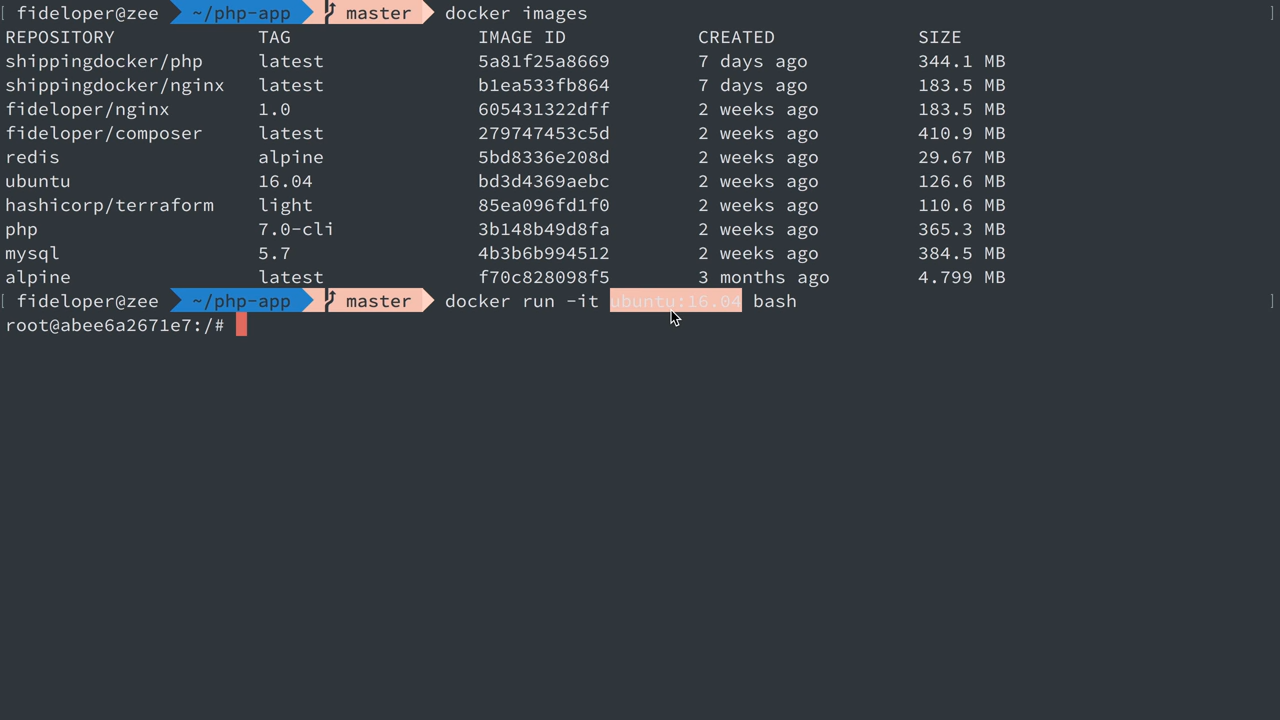 [ fideloper@zee ~/php-app master docker images ]
REPOSITORY TAG IMAGE ID CREATED SIZE
shippingdocker/php latest 5a81f25a8669 7 days ago 344.1 MB
shippingdocker/nginx latest b1ea533fb864 7 days ago 183.5 MB
fideloper/nginx 1.0 605431322dff 2 weeks ago 183.5 MB
fideloper/composer latest 279747453c5d 2 weeks ago 410.9 MB
redis alpine 5bd8336e208d 2 weeks ago 29.67 MB
ubuntu 16.04 bd3d4369aebc 2 weeks ago 126.6 MB
hashicorp/terraform light 85ea096fd1f0 2 weeks ago 110.6 MB
php 7.0-cli 3b148b49d8fa 2 weeks ago 365.3 MB
mysql 5.7 4b3b6b994512 2 weeks ago 384.5 MB
alpine latest f70c828098f5 3 months ago 4.799 MB
[ fideloper@zee ~/php-app master docker run -it ubuntu:16.04 bash ]
root@abee6a2671e7:/#